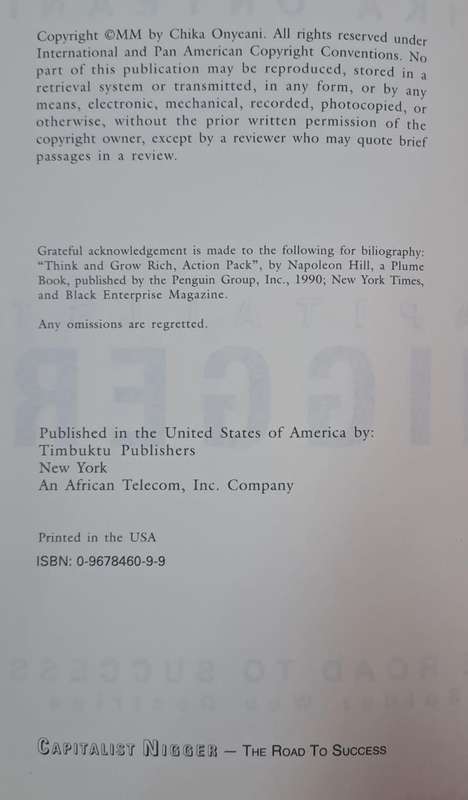 Copyright ©MM by Chika Onyeani. All rights reserved under
International and Pan American Copyright Conventions. No
part of this publication may be reproduced, stored in a
retrieval system or transmitted, in any form, or by any
means, electronic, mechanical, recorded, photocopied, or
otherwise, without the prior written permission of the
copyright owner, except by a reviewer who may quote brief
passages in a review.
Grateful acknowledgement is made to the following for biliography:
“Think and Grow Rich, Action Pack”, by Napoleon Hill, a Plume
Book, published by the Penguin Group, Inc., 1990; New York Times,
and Black Enterprise Magazine.
Any omissions are regretted.
Published in the United States of America by:
Timbuktu Publishers
New York
An African Telecom, Inc. Company
Printed in the USA
ISBN: 0-9678460-9-9
CAPITALIST NIGGER – THE ROAD TO SUCCESS